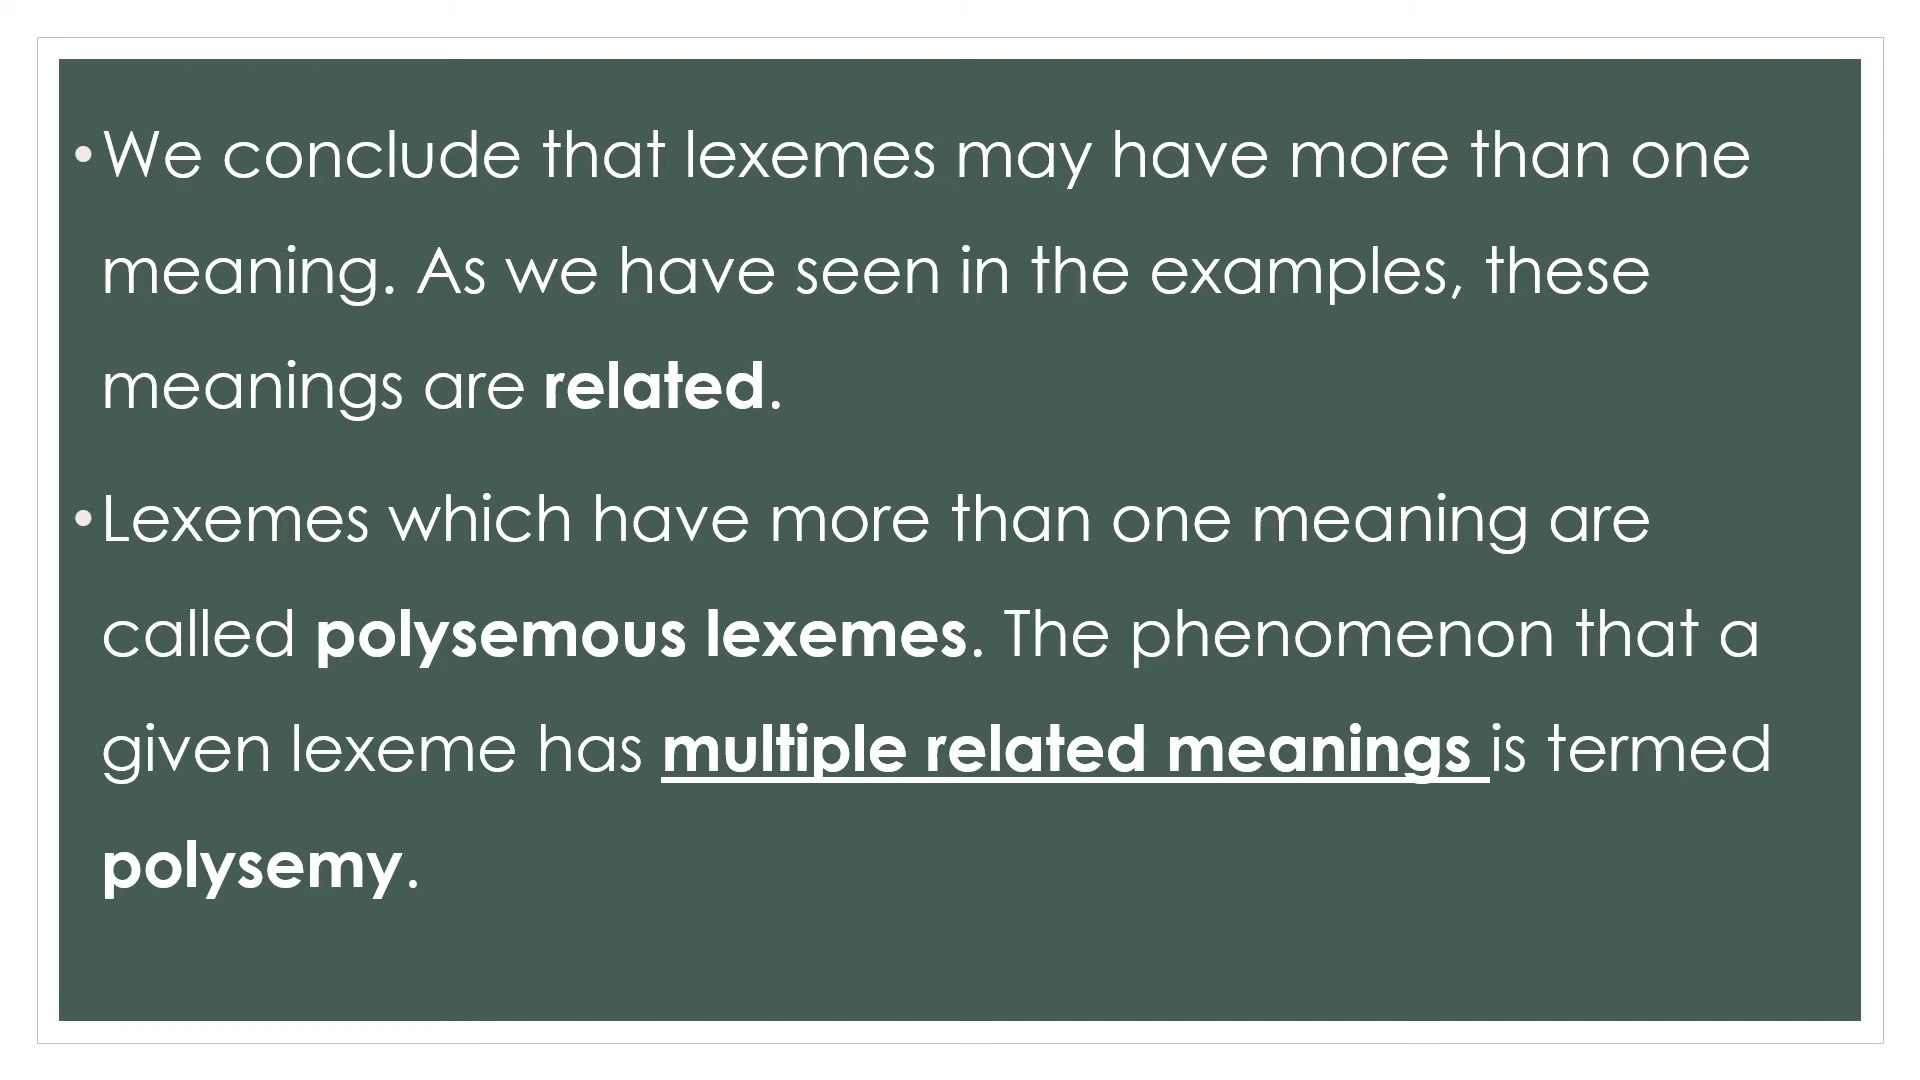 •We conclude that lexemes may have more than one
meaning. As we have seen in the examples, these
meanings are related.
•Lexemes which have more than one meaning are
called polysemous lexemes. The phenomenon that a
given lexeme has multiple related meanings is termed
polysemy.